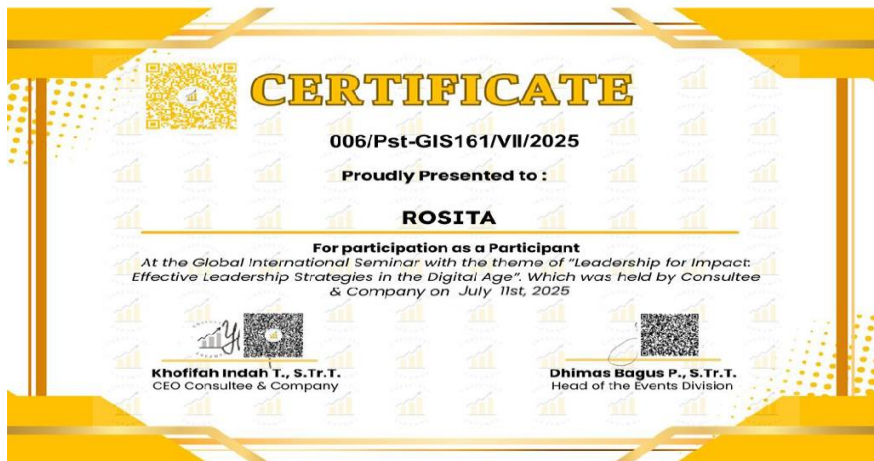 CERTIFICATE
006/Pst-GIS161/VII/2025
Proudly Presented to :
ROSITA
For participation as a Participant
At the Global International Seminar with the theme of "Leadership for Impact:
Effective Leadership Strategies in the Digital Age". Which was held by Consultee
& Company on July 11st, 2025
Khofifah Indah T., S.Tr.T.
CEO Consultee & Company
Dhimas Bagus P., S.Tr.T.
Head of the Events Division